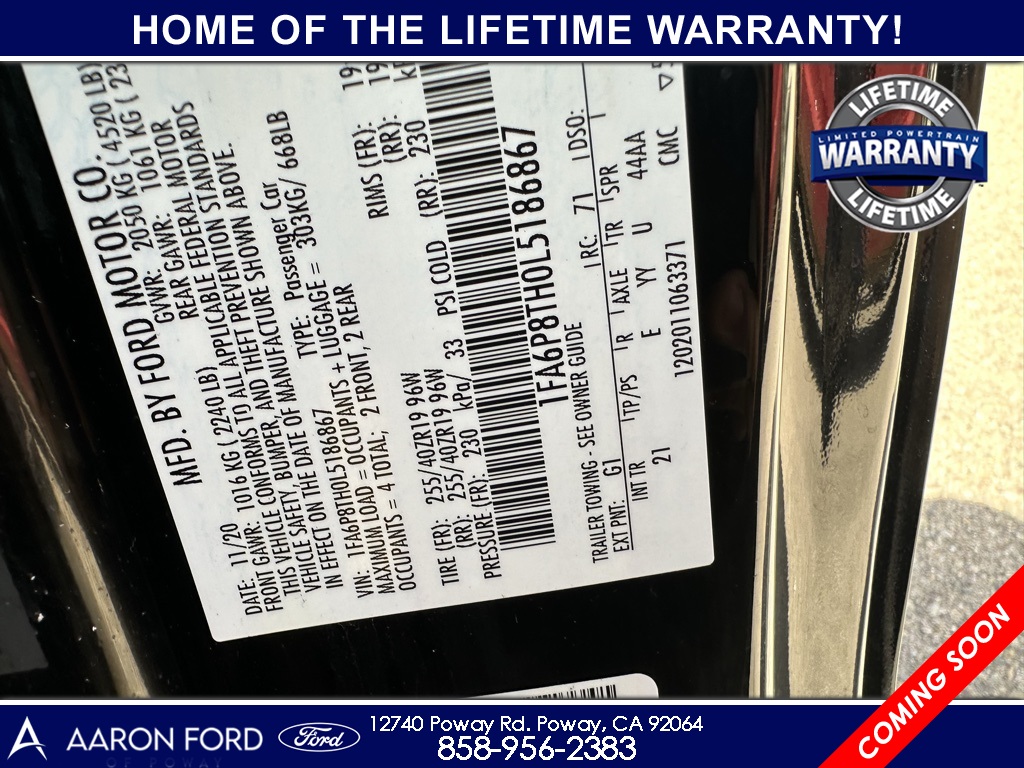 HOME OF THE LIFETIME WARRANTY!
LIFETIME
LIMITED POWERTRAIN
WARRANTY
LIFETIME
MFD. BY FORD MOTOR CO.
DATE: 11/20 GVWR: 2050 KG ( 4520 LB)
FRONT GAWR: 1016 KG ( 2240 LB) REAR GAWR: 1061 KG ( 23
THIS VEHICLE CONFORMS TO ALL APPLICABLE FEDERAL MOTOR
VEHICLE SAFETY, BUMPER, AND THEFT PREVENTION STANDARDS
IN EFFECT ON THE DATE OF MANUFACTURE SHOWN ABOVE.
VIN: 1FA6P8TH0L5186867 TYPE: Passenger Car
MAXIMUM LOAD = OCCUPANTS + LUGGAGE = 303KG/ 668LB
OCCUPANTS = 4 TOTAL, 2 FRONT, 2 REAR
TIRE (FR): 255/40ZR19 96W RIMS (FR): 19
(RR): 255/40ZR19 96W (RR): 19
PRESSURE: (FR): 230 kPa/ 33 PSI COLD (RR): 230
1FA6P8TH0L5186867
TRAILER TOWING - SEE OWNER GUIDE
EXT PNT: G1 RC: 71 DSO:
INT TR TP/PS R AXLE TR SPR
21 E YY U 44AA
1202011063371 CMC
COMING SOON
AARON FORD
OF POWAY
Ford
12740 Poway Rd. Poway, CA 92064
858-956-2383